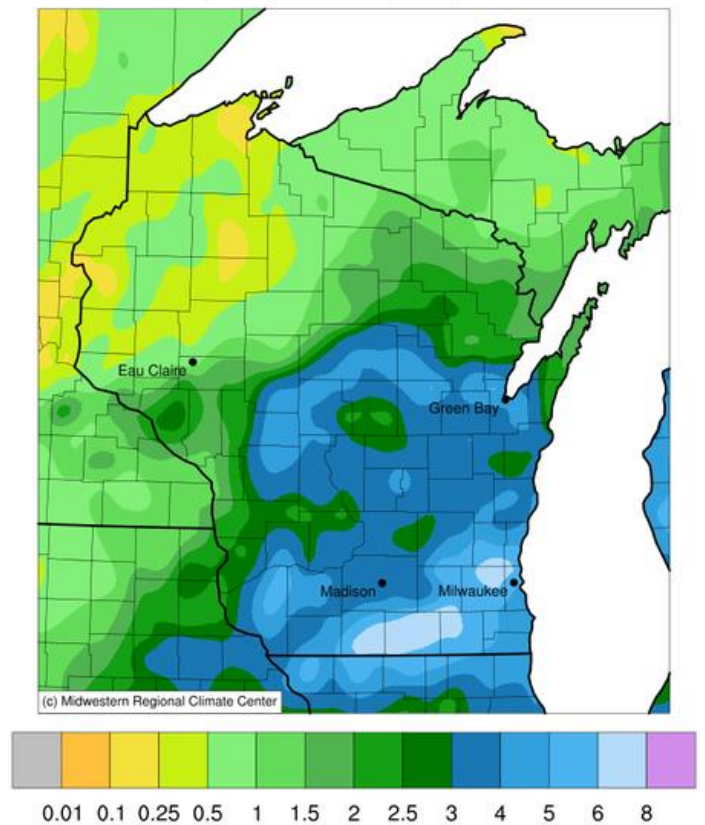 Eau Claire
Green Bay
Madison
Milwaukee
(c) Midwestern Regional Climate Center
0.01 0.1 0.25 0.5 1 1.5 2 2.5 3 4 5 6 8